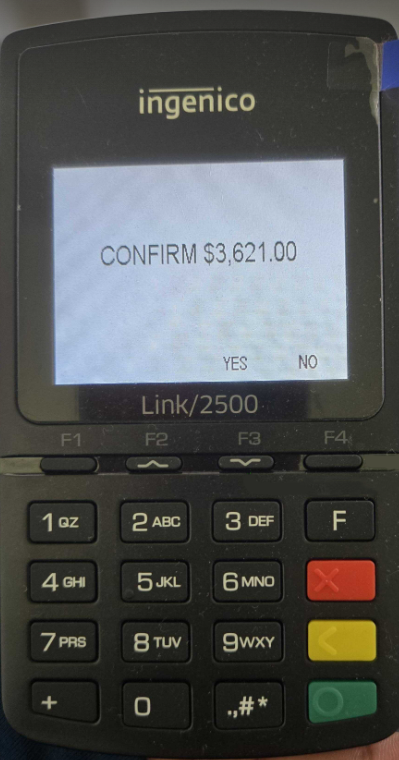 ingenico
CONFIRM $3,621.00
YES NO
Link/2500
F1 F2 F3 F4
1 QZ 2 ABC 3 DEF F
4 GHI 5 JKL 6 MNO
7 PRS 8 TUV 9 WXY
+ 0 .,#*